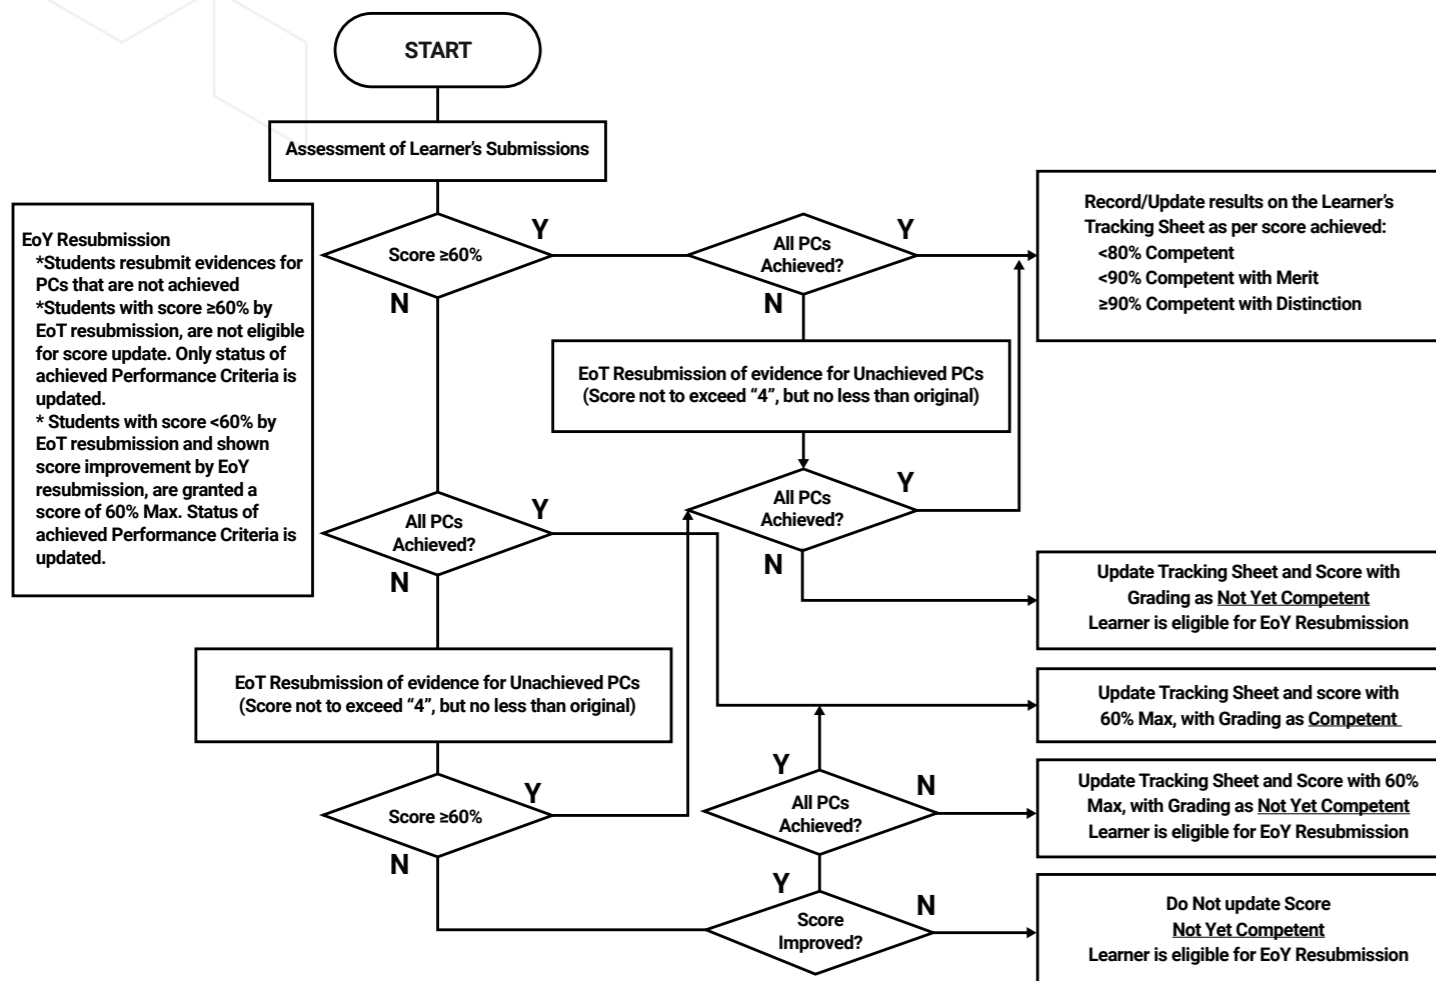 START
Assessment of Learner's Submissions
EoY Resubmission
*Students resubmit evidences for
PCs that are not achieved
*Students with score ≥60% by
EoT resubmission, are not eligible
for score update. Only status of
achieved Performance Criteria is
updated.
* Students with score <60% by
EoT resubmission and shown
score improvement by EoY
resubmission, are granted a
score of 60% Max. Status of
achieved Performance Criteria is
updated.
Score ≥60%
Y
N
All PCs
Achieved?
Y
N
Record/Update results on the Learner's
Tracking Sheet as per score achieved:
<80% Competent
<90% Competent with Merit
≥90% Competent with Distinction
EoT Resubmission of evidence for Unachieved PCs
(Score not to exceed “4”, but no less than original)
All PCs
Achieved?
Y
N
All PCs
Achieved?
Y
N
Update Tracking Sheet and Score with
Grading as Not Yet Competent
Learner is eligible for EoY Resubmission
EoT Resubmission of evidence for Unachieved PCs
(Score not to exceed “4”, but no less than original)
Update Tracking Sheet and score with
60% Max, with Grading as Competent
Score ≥60%
Y
N
All PCs
Achieved?
Y
N
Update Tracking Sheet and Score with 60%
Max, with Grading as Not Yet Competent
Learner is eligible for EoY Resubmission
Score
Improved?
Y
N
Do Not update Score
Not Yet Competent
Learner is eligible for EoY Resubmission